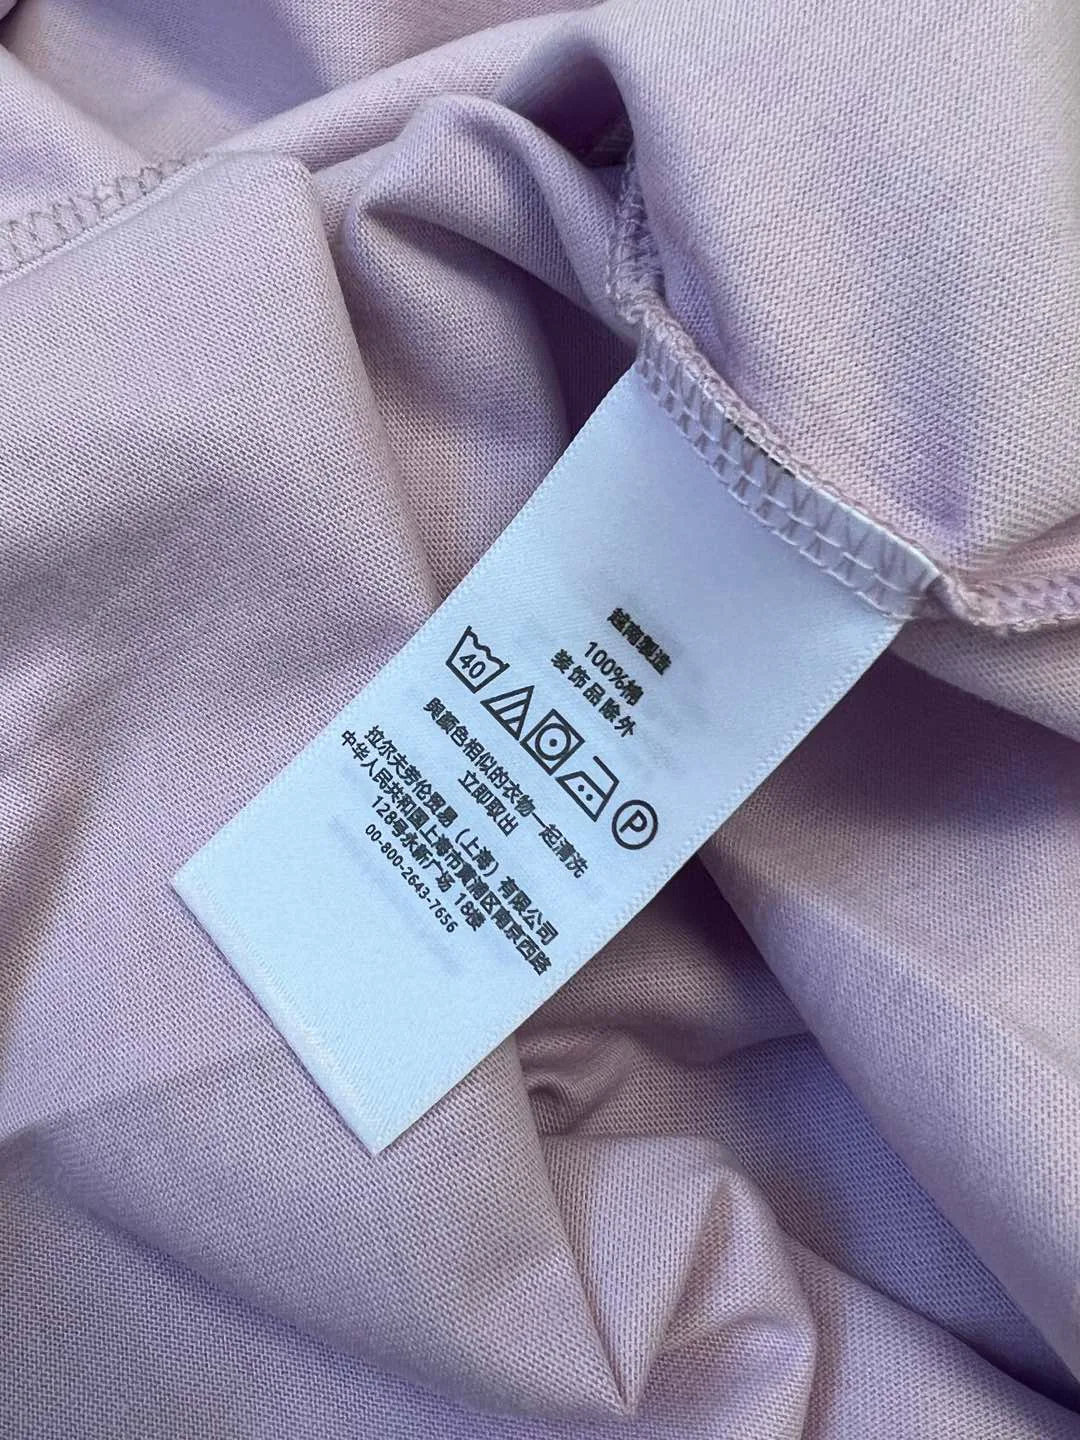 越南製造
100%棉
装饰品除外
40
P
與颜色相似的衣物一起清洗
立即取出
拉尔夫劳伦贸易（上海）有限公司
中华人民共和国上海市黄浦区南京西路
128号永新广场 18楼
00-800-2643-7656